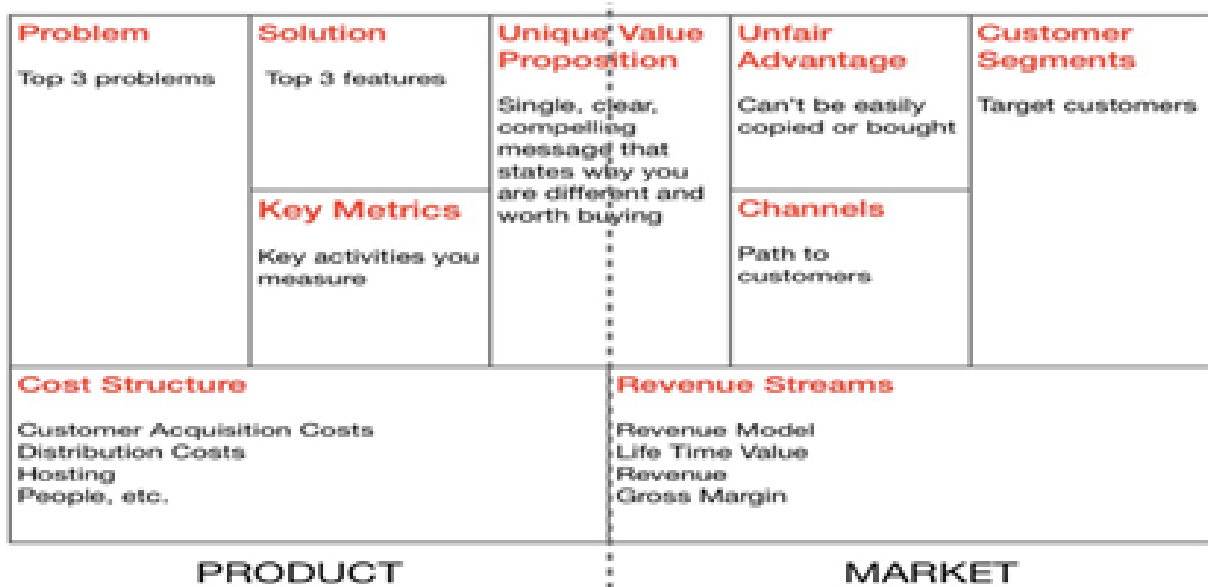 Problem
Top 3 problems
Solution
Top 3 features
Key Metrics
Key activities you
measure
Unique Value
Proposition
Single, clear,
compelling
message that
states way you
are different and
worth buying
Unfair
Advantage
Can't be easily
copied or bought
Channels
Path to
customers
Customer
Segments
Target customers
Cost Structure
Customer Acquisition Costs
Distribution Costs
Hosting
People, etc.
Revenue Streams
Revenue Model
Life Time Value
Revenue
Gross Margin
PRODUCT
MARKET